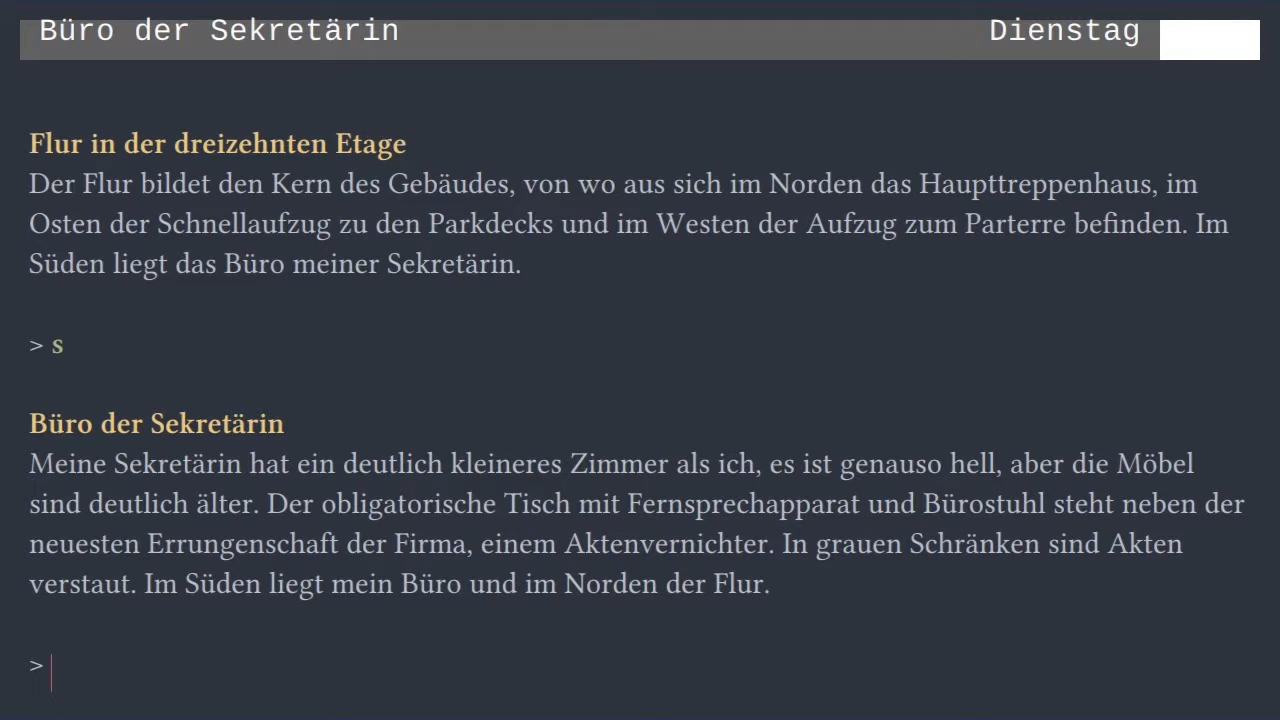 Büro der Sekretärin Dienstag
Flur in der dreizehnten Etage
Der Flur bildet den Kern des Gebäudes, von wo aus sich im Norden das Haupttreppenhaus, im
Osten der Schnellaufzug zu den Parkdecks und im Westen der Aufzug zum Parterre befinden. Im
Süden liegt das Büro meiner Sekretärin.
> s
Büro der Sekretärin
Meine Sekretärin hat ein deutlich kleineres Zimmer als ich, es ist genauso hell, aber die Möbel
sind deutlich älter. Der obligatorische Tisch mit Fernsprechapparat und Bürostuhl steht neben der
neuesten Errungenschaft der Firma, einem Aktenvernichter. In grauen Schränken sind Akten
verstaut. Im Süden liegt mein Büro und im Norden der Flur.
>